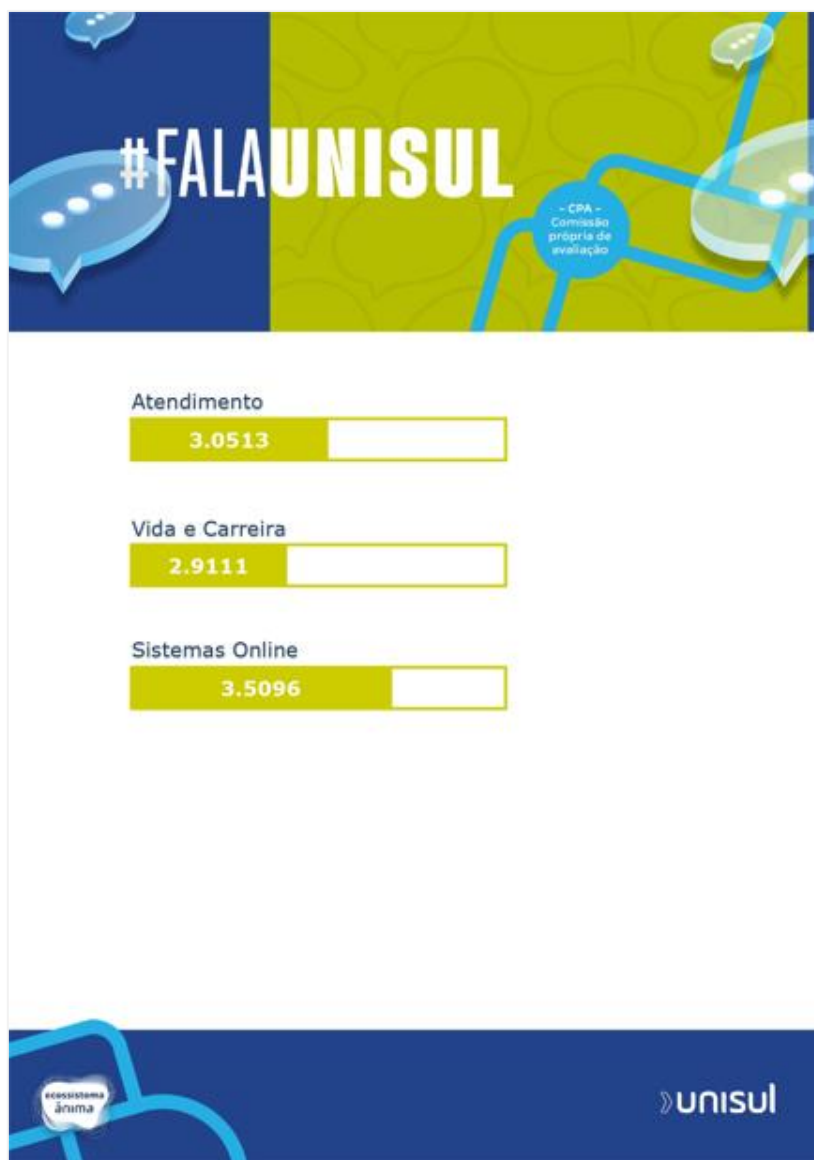 #FALAUNISUL
– CPA –
Comissão
própria de
avaliação
Atendimento
3.0513
Vida e Carreira
2.9111
Sistemas Online
3.5096
ecossistema
ânima
unisul